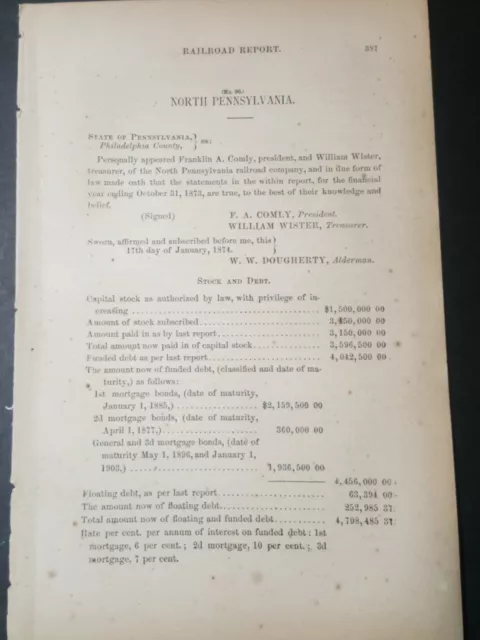 RAILROAD REPORT. 387
(No. 36.)
NORTH PENNSYLVANIA.
STATE OF PENNSYLVANIA, }
Philadelphia County, } ss:
Personally appeared Franklin A. Comly, president, and William Wister,
treasurer, of the North Pennsylvania railroad company, and in due form of
law made oath that the statements in the within report, for the financial
year ending October 31, 1873, are true, to the best of their knowledge and
belief.
(Signed) F. A. COMLY, President.
WILLIAM WISTER, Treasurer.
Sworn, affirmed and subscribed before me, this }
17th day of January, 1874. }
W. W. DOUGHERTY, Alderman.
STOCK AND DEBT.
Capital stock as authorized by law, with privilege of in-
creasing ........ $1,500,000 00
Amount of stock subscribed ........ 00
Amount paid in as by last report ........ 3,150,000 00
Total amount now paid in of capital stock ........ 3,596,500 00
Funded debt as per last report ........ 4,042,500 00
The amount now of funded debt, (classified and date of ma-
turity,) as follows:
1st mortgage bonds, (date of maturity,
January 1, 1885,) ........ $2,159,500 00
2d mortgage bonds, (date of maturity,
April 1, 1877,) ........ 360,000 00
General and 3d mortgage bonds, (date of
maturity May 1, 1896, and January 1,
1903,) ........ 1,936,500 00
4,456,000 00
Floating debt, as per last report ........ 63,394 00
The amount now of floating debt ........ 252,985 37
Total amount now of floating and funded debt ........ 4,708,485 37
Rate per cent. per annum of interest on funded debt: 1st
mortgage, 6 per cent.; 2d mortgage, 10 per cent.; 3d
mortgage, 7 per cent.